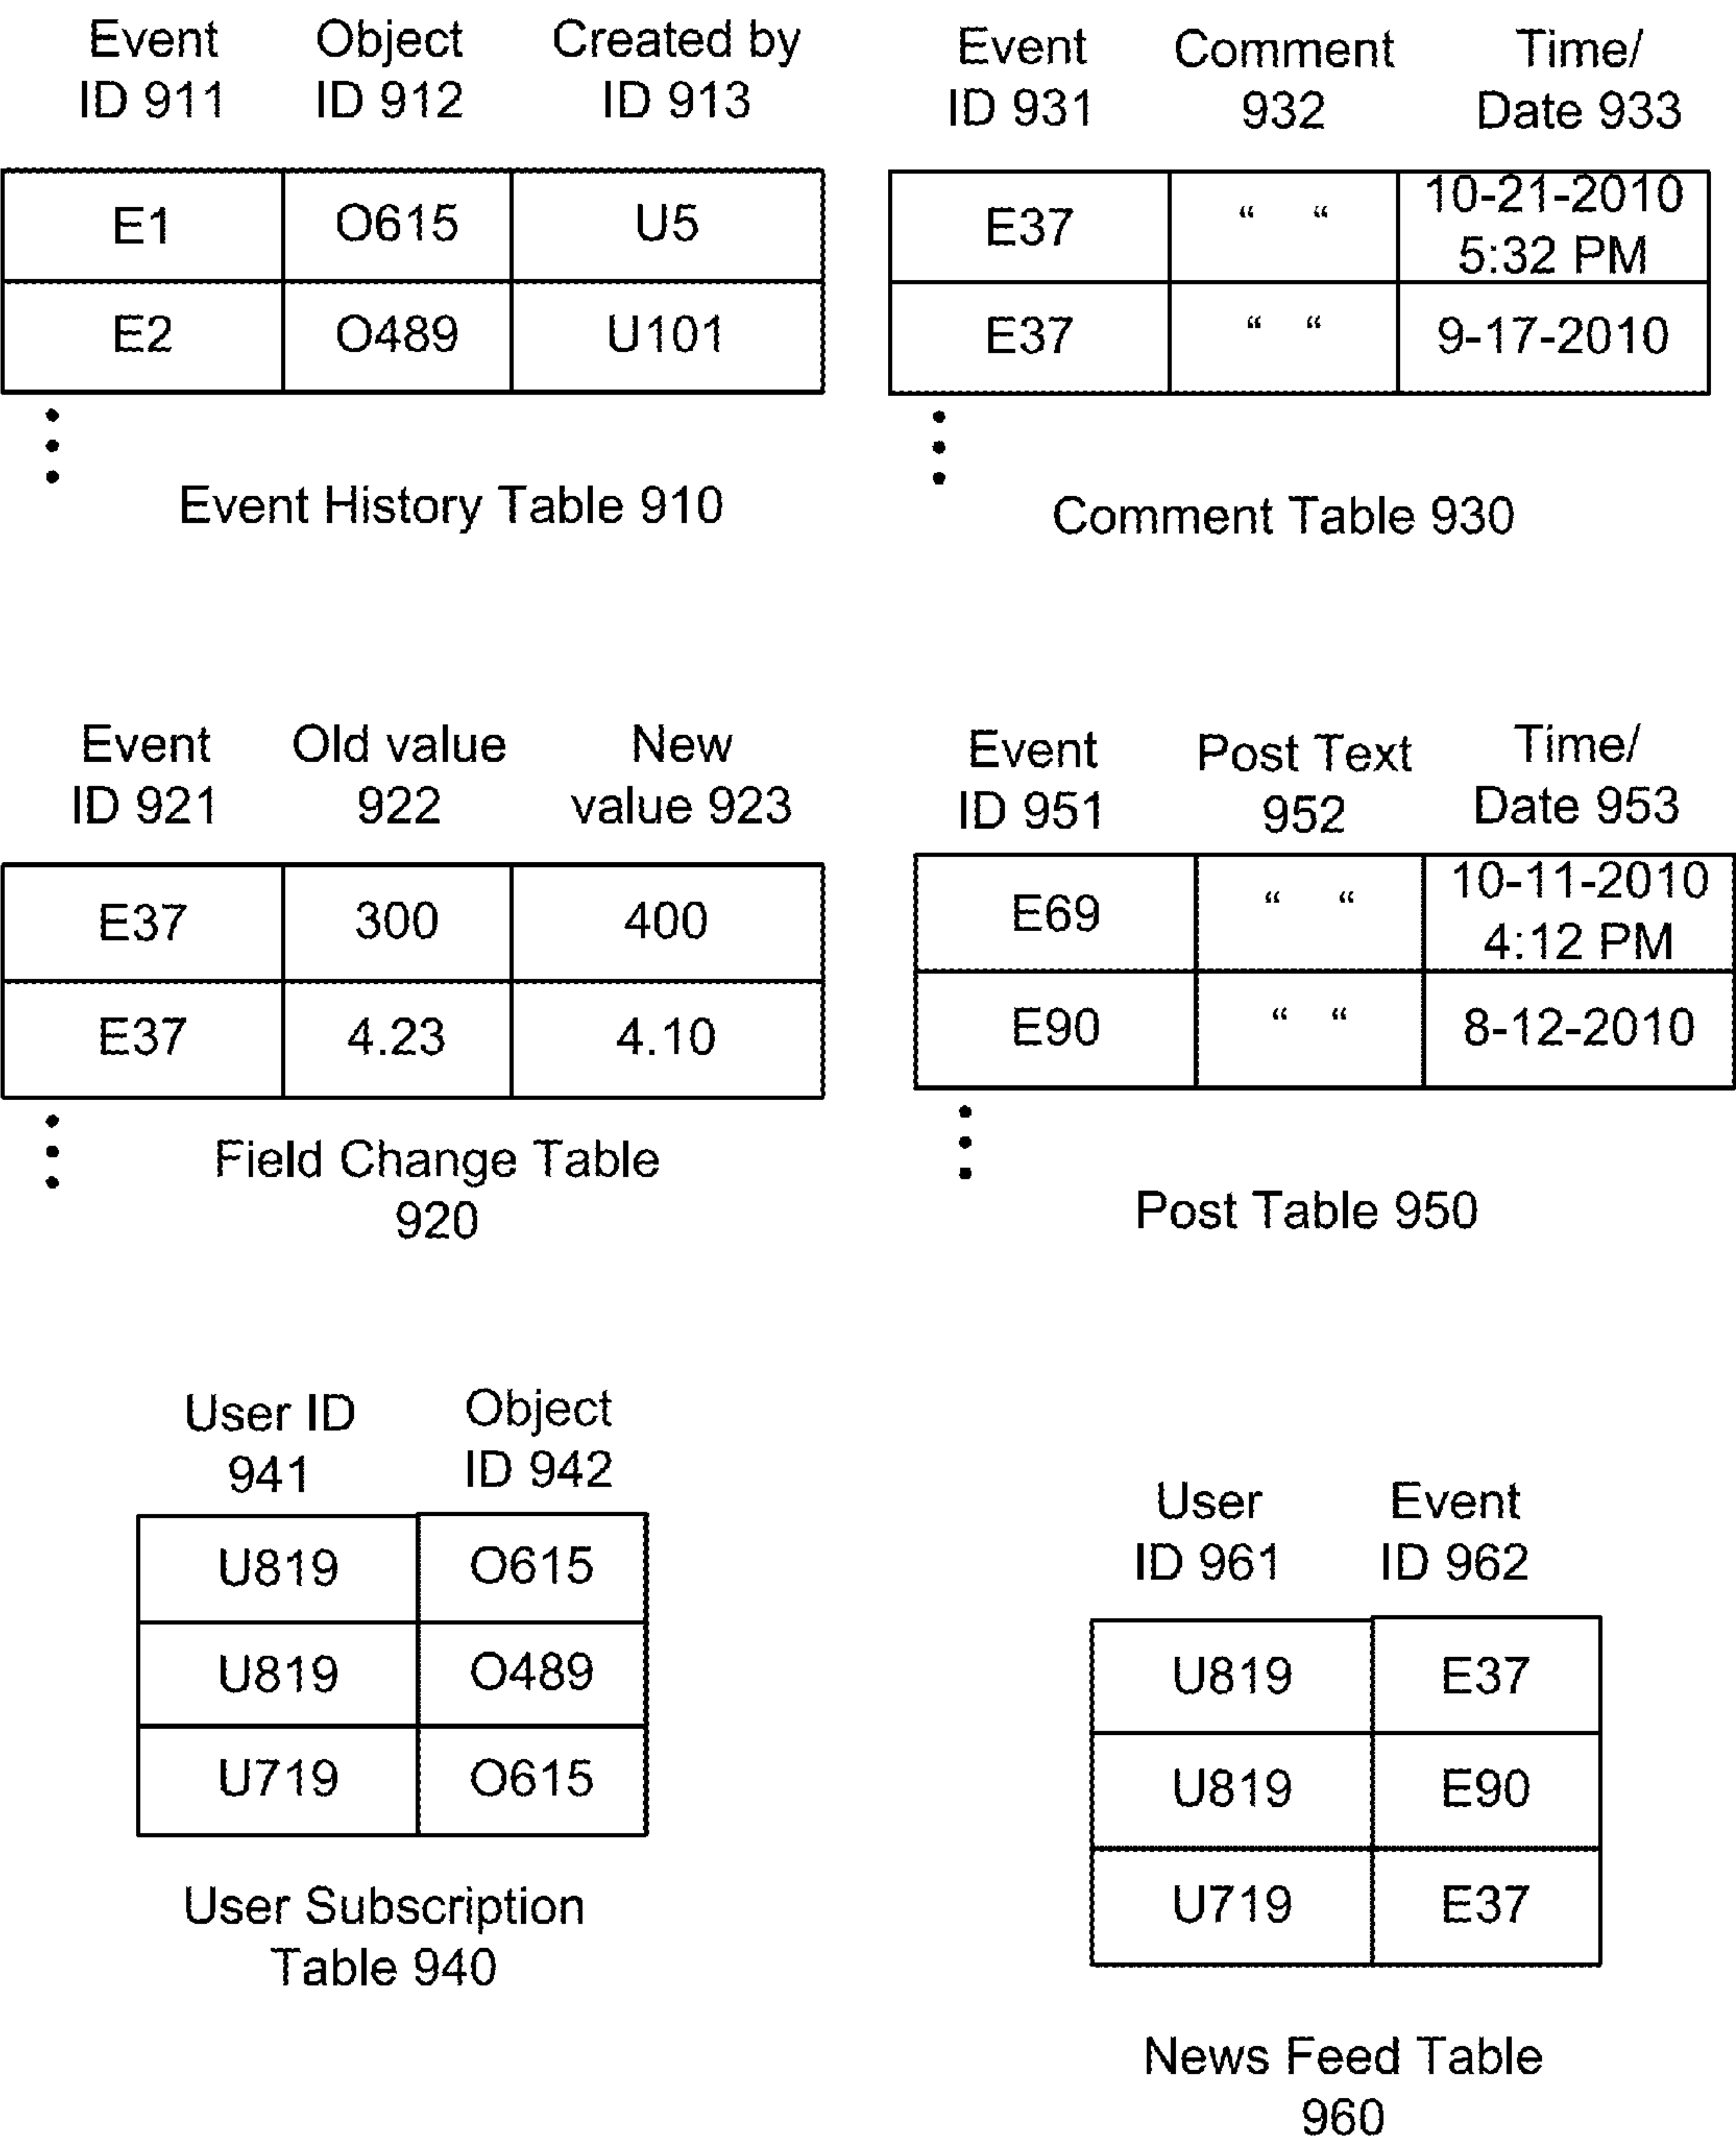 Event Object Created by
ID 911 ID 912 ID 913
E1 O615 U5
E2 O489 U101
Event History Table 910
Event Comment Time/
ID 931 932 Date 933
E37 “ “ 10-21-2010
5:32 PM
E37 “ “ 9-17-2010
Comment Table 930
Event Old value New
ID 921 922 value 923
E37 300 400
E37 4.23 4.10
Field Change Table
920
Event Post Text Time/
ID 951 952 Date 953
E69 “ “ 10-11-2010
4:12 PM
E90 “ “ 8-12-2010
Post Table 950
User ID Object
941 ID 942
U819 O615
U819 O489
U719 O615
User Subscription
Table 940
User Event
ID 961 ID 962
U819 E37
U819 E90
U719 E37
News Feed Table
960